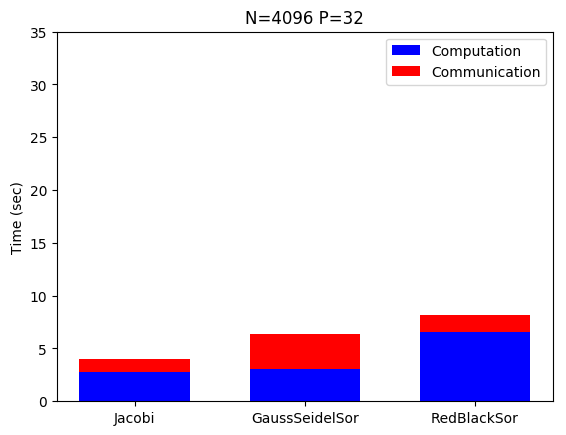 N=4096 P=32
Computation
Communication
Time (sec)
35
30
25
20
15
10
5
0
Jacobi
GaussSeidelSor
RedBlackSor